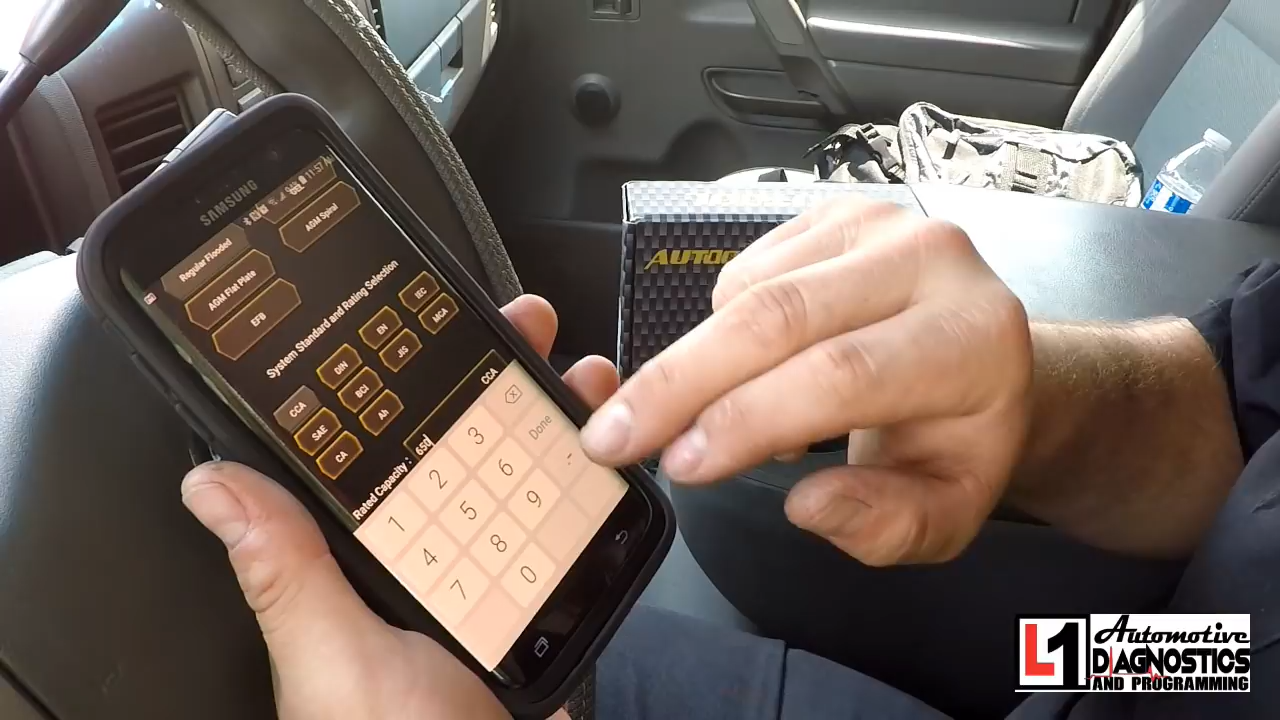 SAMSUNG
11:57
Regular Flooded
AGM Spiral
AGM Flat Plate
EFB
System Standard and Rating Selection
CCA
DIN
EN
IEC
SAE
BCI
JIS
MCA
CA
Ah
Rated Capacity :
650
CCA
1
2
3
4
5
6
Done
7
8
9
.-
0
L1
Automotive
DIAGNOSTICS
AND PROGRAMMING